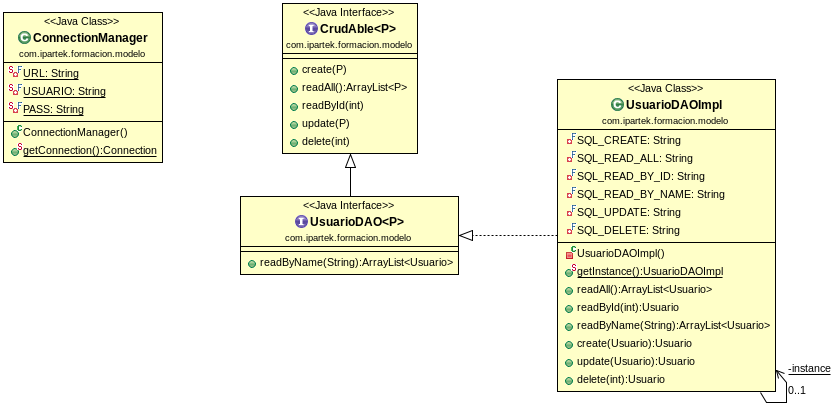 <<Java Class>>
ConnectionManager
com.ipartek.formacion.modelo
URL: String
USUARIO: String
PASS: String
ConnectionManager()
getConnection():Connection
<<Java Interface>>
CrudAble<P>
com.ipartek.formacion.modelo
create(P)
readAll():ArrayList<P>
readById(int)
update(P)
delete(int)
<<Java Interface>>
UsuarioDAO<P>
com.ipartek.formacion.modelo
readByName(String):ArrayList<Usuario>
<<Java Class>>
UsuarioDAOImpl
com.ipartek.formacion.modelo
SQL_CREATE: String
SQL_READ_ALL: String
SQL_READ_BY_ID: String
SQL_READ_BY_NAME: String
SQL_UPDATE: String
SQL_DELETE: String
UsuarioDAOImpl()
getInstance():UsuarioDAOImpl
readAll():ArrayList<Usuario>
readById(int):Usuario
readByName(String):ArrayList<Usuario>
create(Usuario):Usuario
update(Usuario):Usuario
delete(int):Usuario
-instance
0..1